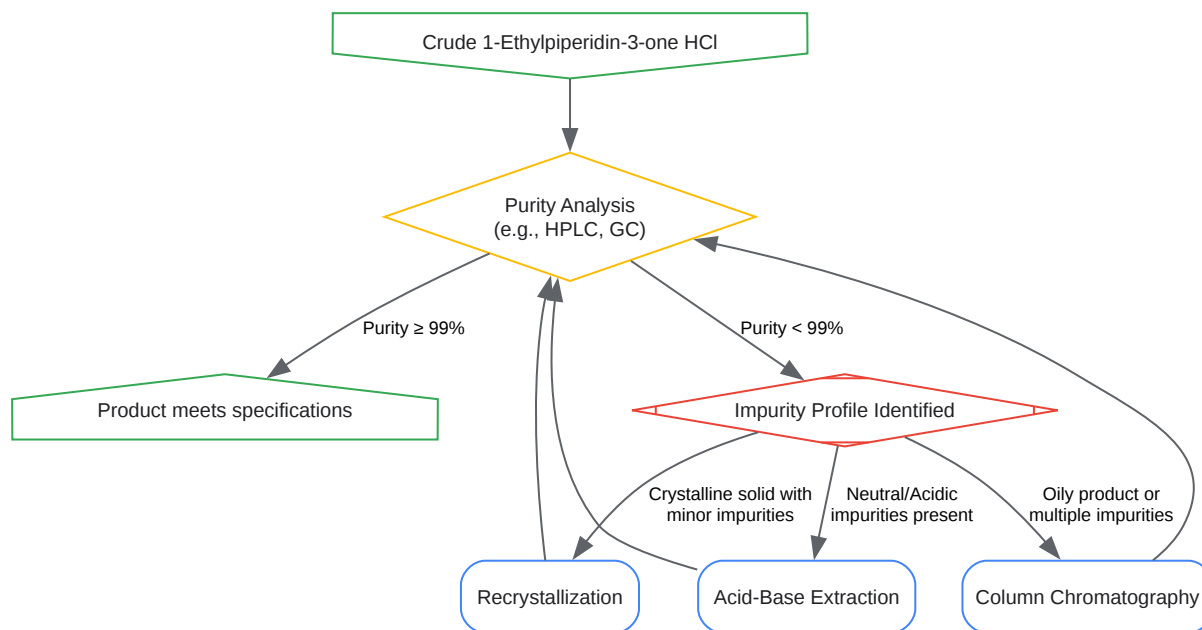 Crude 1-Ethylpiperidin-3-one HCl
Purity Analysis
(e.g., HPLC, GC)
Purity ≥ 99%
Purity < 99%
Product meets specifications
Impurity Profile Identified
Crystalline solid with
minor impurities
Neutral/Acidic
impurities present
Oily product or
multiple impurities
Recrystallization
Acid-Base Extraction
Column Chromatography